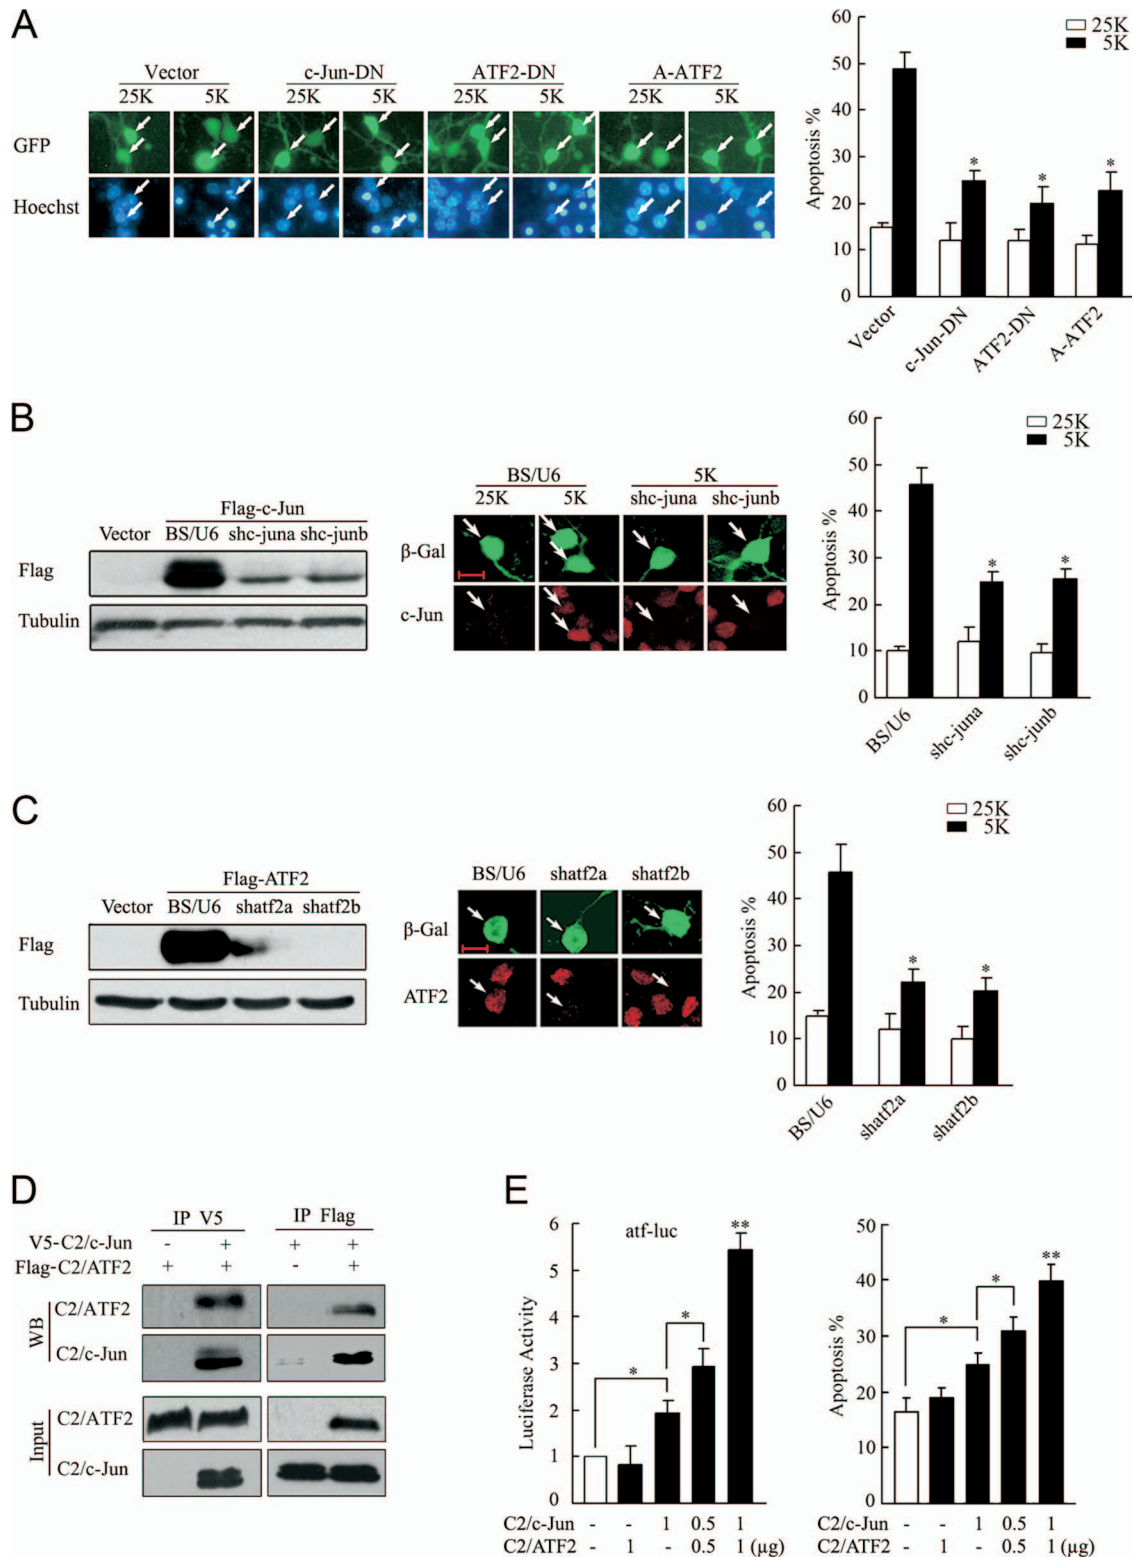 A
Vector c-Jun-DN ATF2-DN A-ATF2
25K 5K 25K 5K 25K 5K 25K 5K
GFP
Hoechst
25K
5K
Apoptosis %
60
50
40
30
20
10
0
Vector
c-Jun-DN
ATF2-DN
A-ATF2
* * *
B
Flag-c-Jun
Vector BS/U6 shc-juna shc-junb
Flag
Tubulin
BS/U6 5K
25K 5K shc-juna shc-junb
β-Gal
c-Jun
25K
5K
Apoptosis %
60
50
40
30
20
10
0
BS/U6
shc-juna
shc-junb
* *
C
Flag-ATF2
Vector BS/U6 shatf2a shatf2b
Flag
Tubulin
BS/U6 shatf2a shatf2b
β-Gal
ATF2
25K
5K
Apoptosis %
60
50
40
30
20
10
0
BS/U6
shatf2a
shatf2b
* *
D
IP V5 IP Flag
V5-C2/c-Jun - + + +
Flag-C2/ATF2 + + - +
WB
C2/ATF2
C2/c-Jun
Input
C2/ATF2
C2/c-Jun
E
atf-luc
Luciferase Activity
6
5
4
3
2
1
0
* * **
C2/c-Jun - - 1 0.5 1
C2/ATF2 - 1 - 0.5 1 (µg)
Apoptosis %
50
40
30
20
10
0
* * **
C2/c-Jun - - 1 0.5 1
C2/ATF2 - 1 - 0.5 1 (µg)